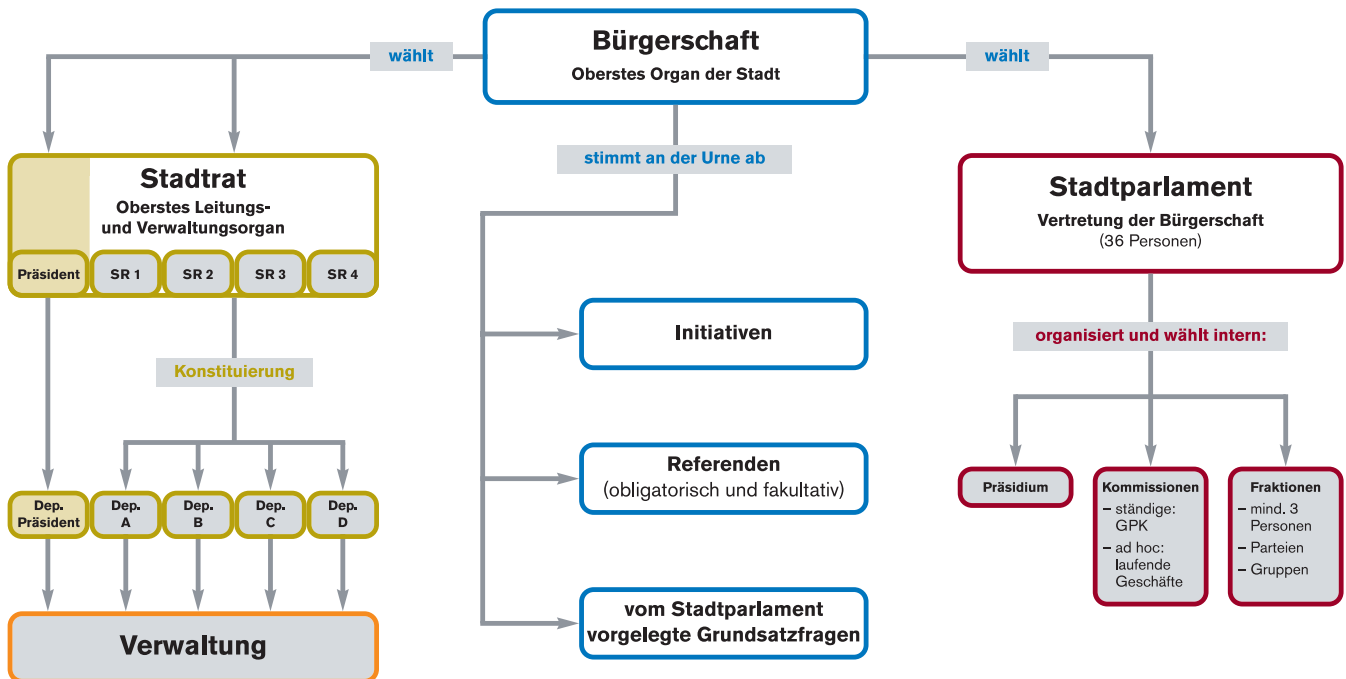 Bürgerschaft
Oberstes Organ der Stadt
wählt
wählt
stimmt an der Urne ab
Stadtrat
Oberstes Leitungs-
und Verwaltungsorgan
Präsident
SR 1
SR 2
SR 3
SR 4
Konstituierung
Dep.
Präsident
Dep.
A
Dep.
B
Dep.
C
Dep.
D
Verwaltung
Initiativen
Referenden
(obligatorisch und fakultativ)
vom Stadtparlament
vorgelegte Grundsatzfragen
Stadtparlament
Vertretung der Bürgerschaft
(36 Personen)
organisiert und wählt intern:
Präsidium
Kommissionen
– ständige:
GPK
– ad hoc:
laufende
Geschäfte
Fraktionen
– mind. 3
Personen
– Parteien
– Gruppen